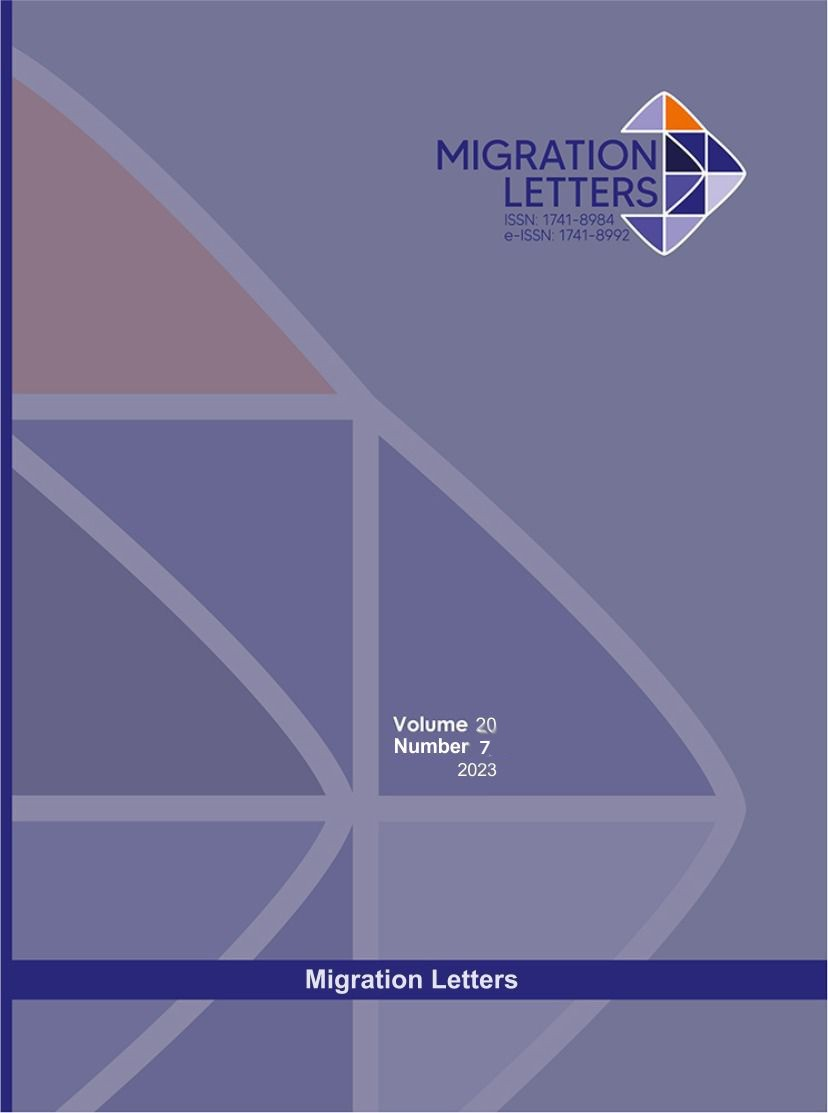 MIGRATION
LETTERS
ISSN: 1741-8984
e-ISSN: 1741-8992
Volume 20
Number 7
2023
Migration Letters